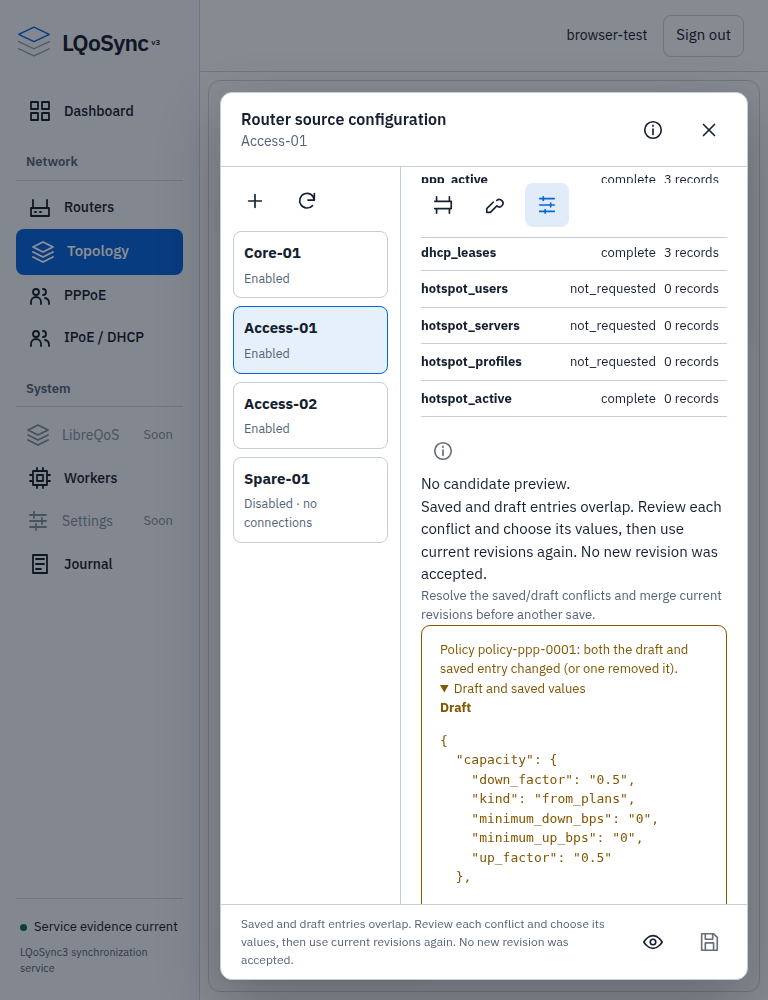 LQoSync v3
browser-test
Sign out
Dashboard
Network
Routers
Topology
PPPoE
IPoE / DHCP
System
LibreQoS Soon
Workers
Settings Soon
Journal
Service evidence current
LQoSync3 synchronization
service
Router source configuration
Access-01
Core-01
Enabled
Access-01
Enabled
Access-02
Enabled
Spare-01
Disabled · no
connections
ppp_active complete 3 records
dhcp_leases complete 3 records
hotspot_users not_requested 0 records
hotspot_servers not_requested 0 records
hotspot_profiles not_requested 0 records
hotspot_active complete 0 records
No candidate preview.
Saved and draft entries overlap. Review each
conflict and choose its values, then use
current revisions again. No new revision was
accepted.
Resolve the saved/draft conflicts and merge current
revisions before another save.
Policy policy-ppp-0001: both the draft and
saved entry changed (or one removed it).
▼ Draft and saved values
Draft
{
"capacity": {
"down_factor": "0.5",
"kind": "from_plans",
"minimum_down_bps": "0",
"minimum_up_bps": "0",
"up_factor": "0.5"
},
Saved and draft entries overlap. Review each conflict and choose its
values, then use current revisions again. No new revision was
accepted.